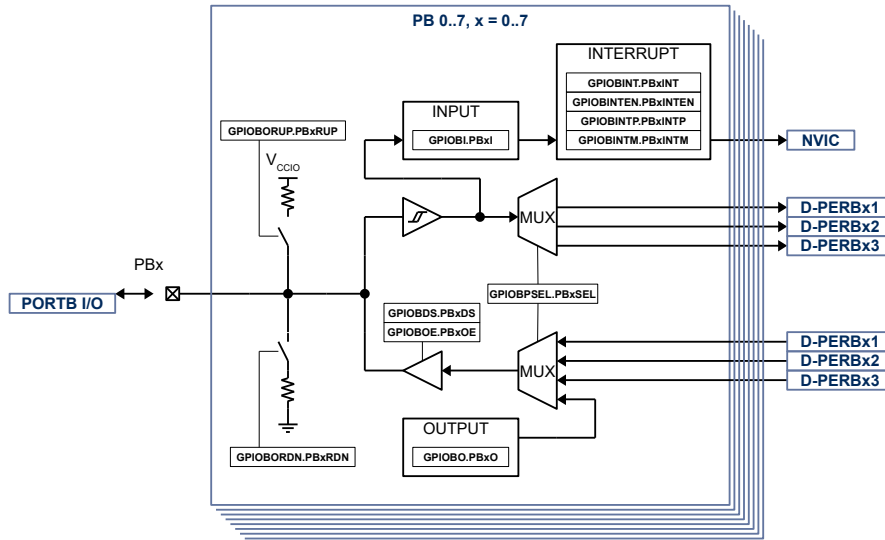 PB 0..7, x = 0..7
INTERRUPT
GPIOBINT.PBxINT
GPIOBINTEN.PBxINTEN
GPIOBINTP.PBxINTP
GPIOBINTM.PBxINTM
INPUT
GPIOBI.PBxI
NVIC
GPIOBORUP.PBxRUP
VCCIO
MUX
D-PERBx1
D-PERBx2
D-PERBx3
PBx
PORTB I/O
GPIOBPSEL.PBxSEL
GPIOBDS.PBxDS
GPIOBOE.PBxOE
MUX
D-PERBx1
D-PERBx2
D-PERBx3
OUTPUT
GPIOBO.PBxO
GPIOBORDN.PBxRDN